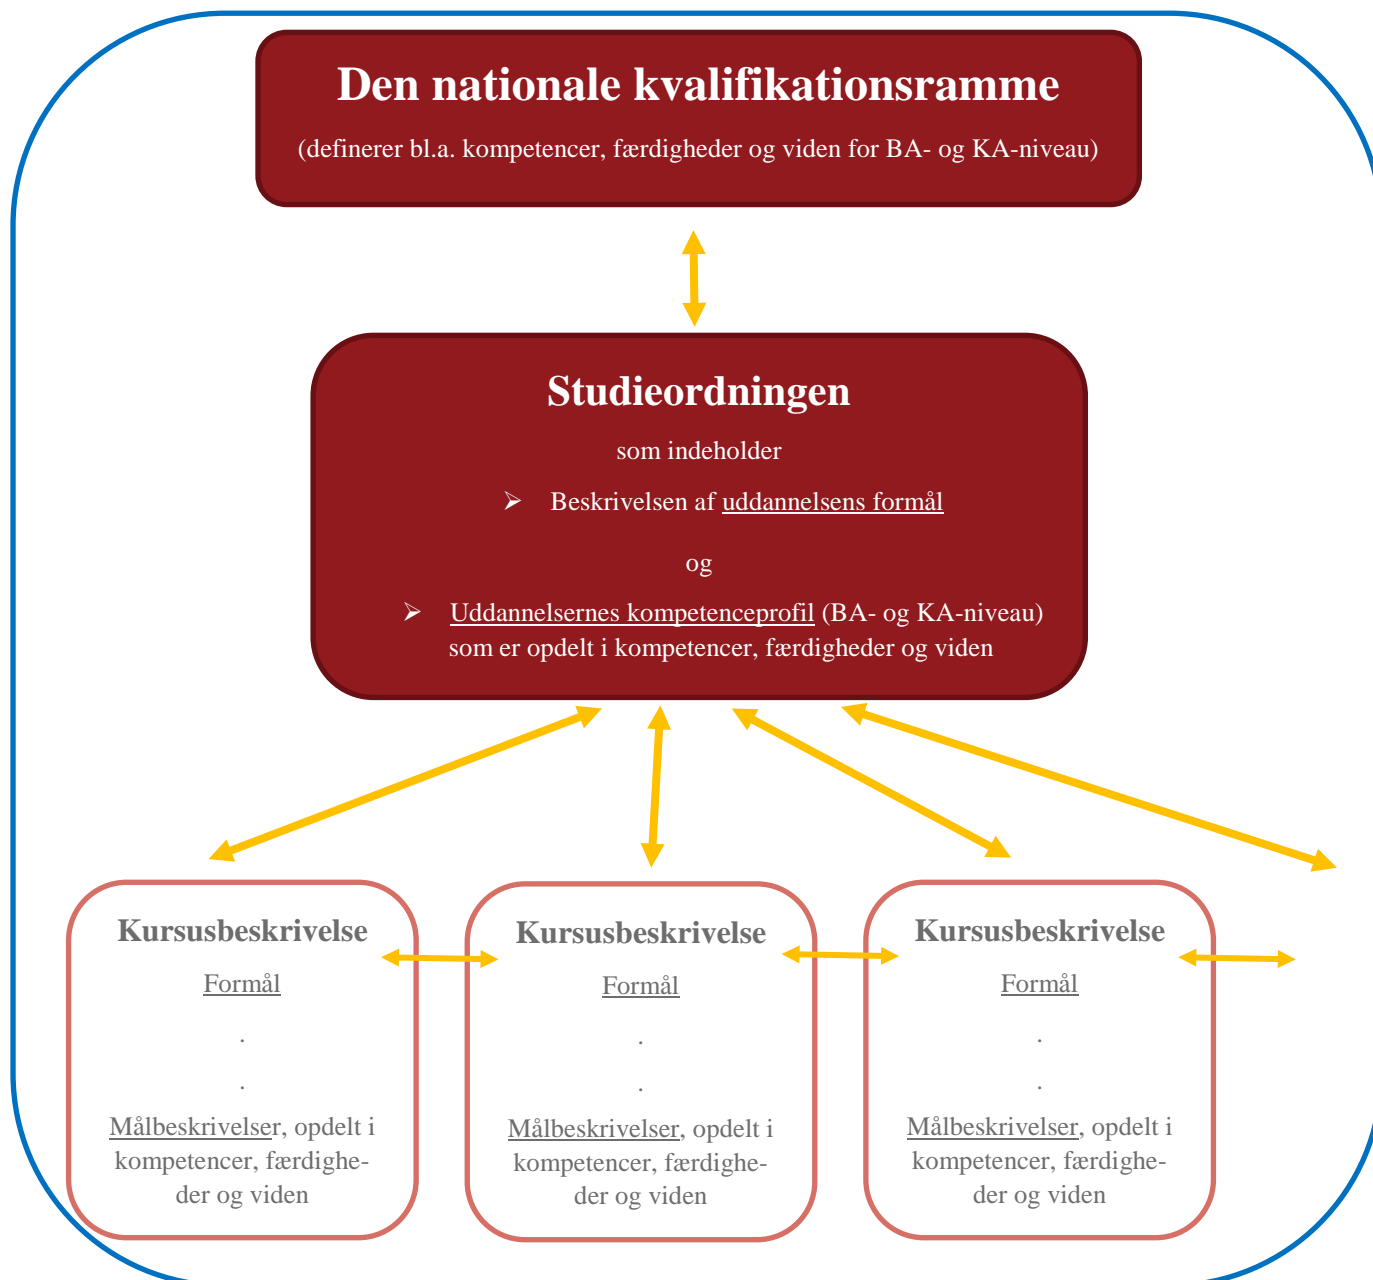 Den nationale kvalifikationsramme
(definerer bl.a. kompetencer, færdigheder og viden for BA- og KA-niveau)
Studieordningen
som indeholder
➢ Beskrivelsen af uddannelsens formål
og
➢ Uddannelsernes kompetenceprofil (BA- og KA-niveau)
som er opdelt i kompetencer, færdigheder og viden
Kursusbeskrivelse
Formål
.
.
Målbeskrivelser, opdelt i
kompetencer, færdighe-
der og viden
Kursusbeskrivelse
Formål
.
.
Målbeskrivelser, opdelt i
kompetencer, færdighe-
der og viden
Kursusbeskrivelse
Formål
.
.
Målbeskrivelser, opdelt i
kompetencer, færdighe-
der og viden